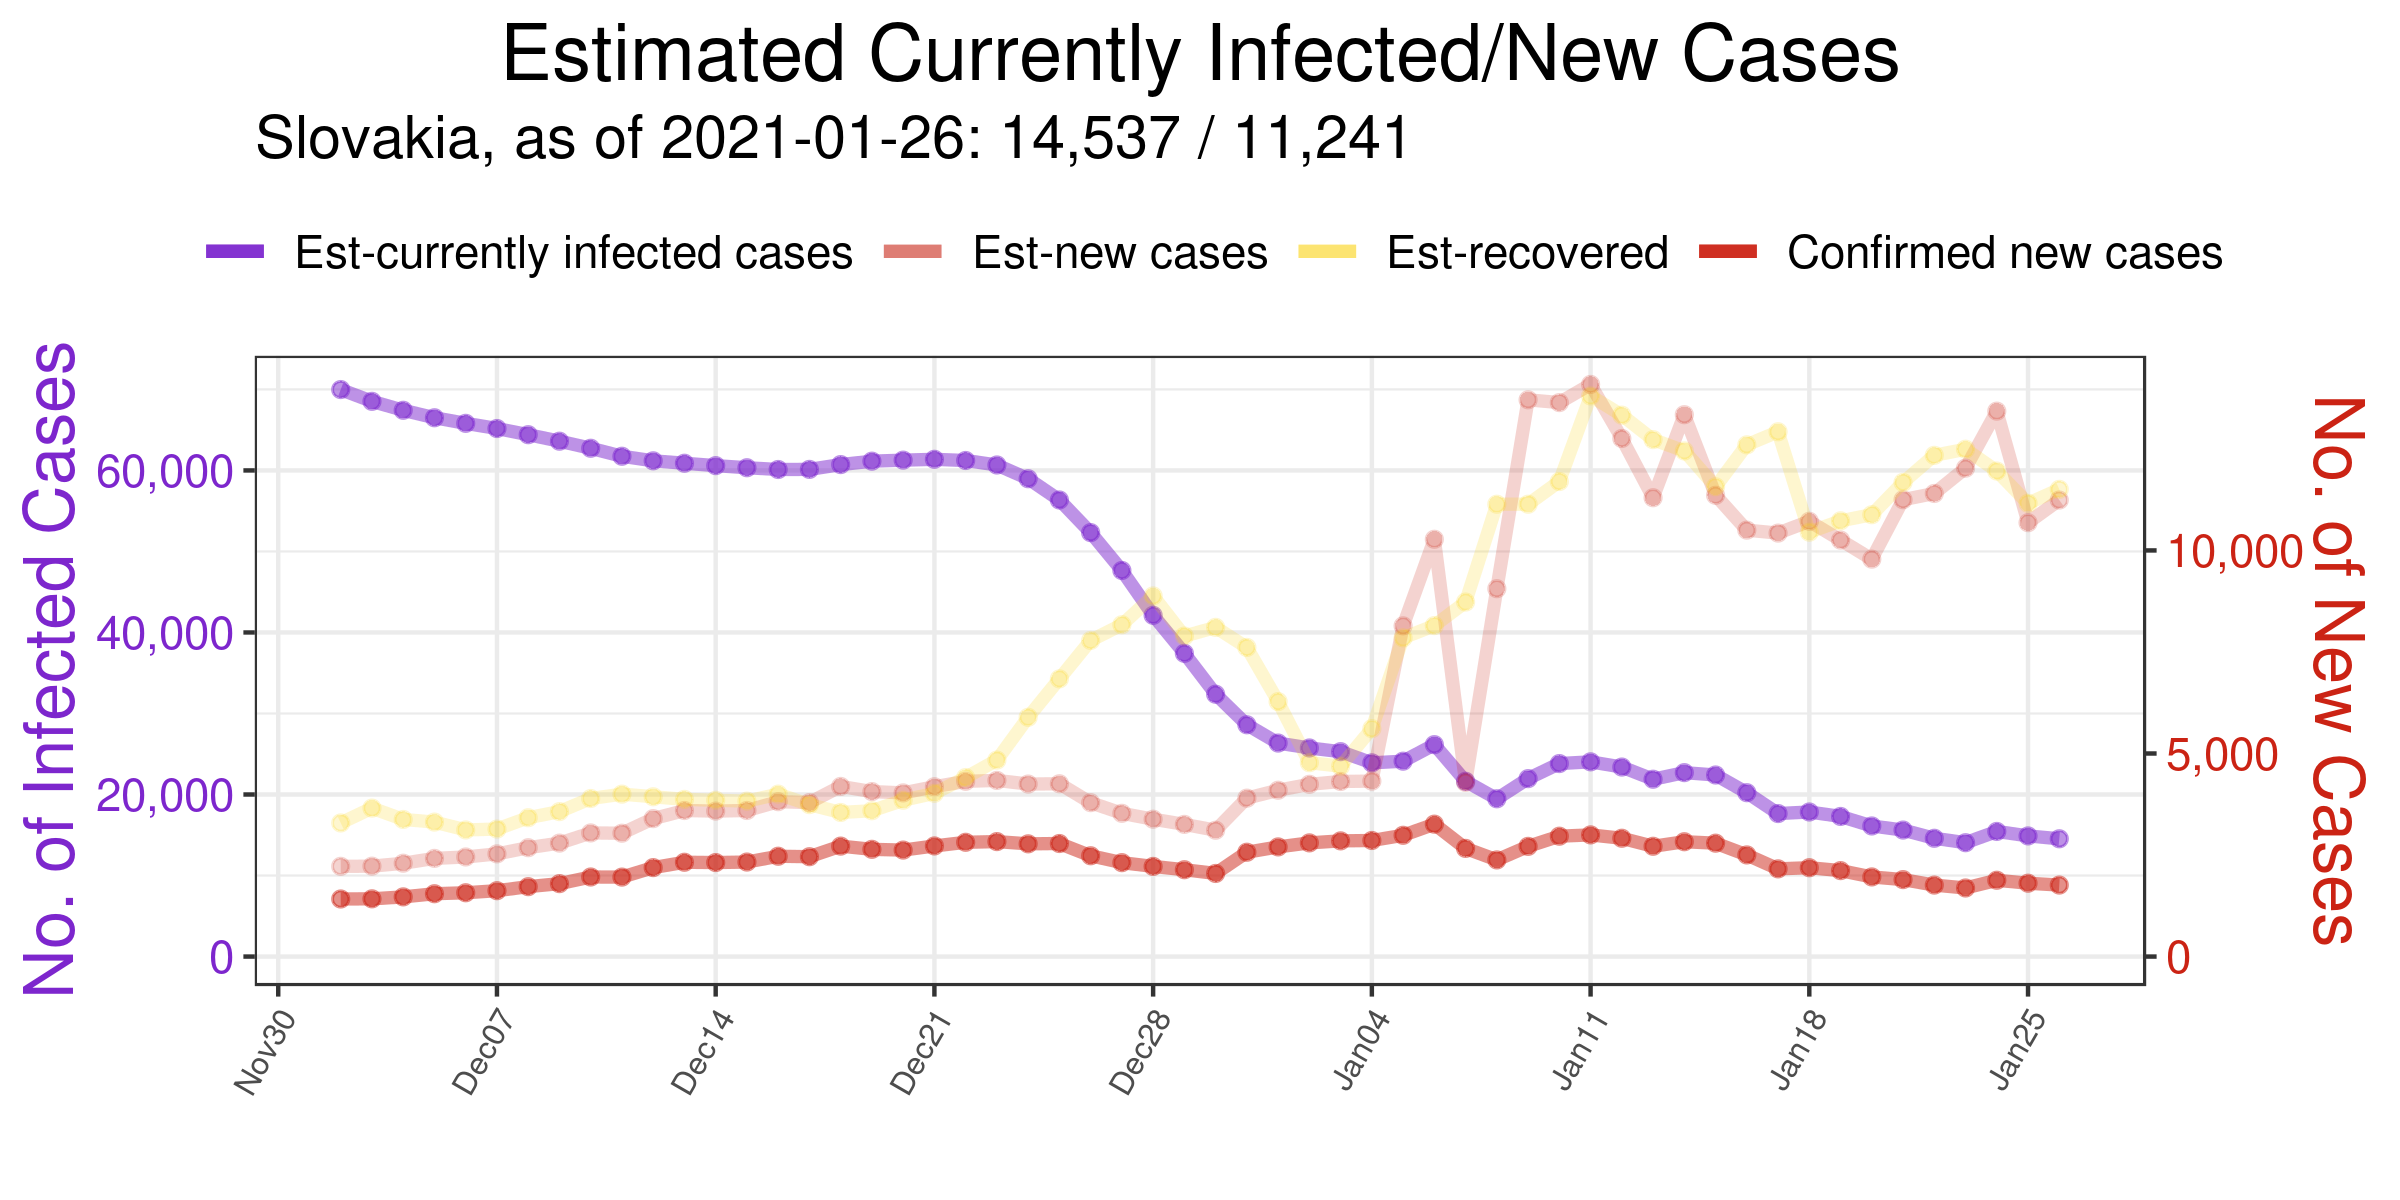 Estimated Currently Infected/New Cases
Slovakia, as of 2021-01-26: 14,537 / 11,241
Est-currently infected cases Est-new cases Est-recovered Confirmed new cases
No. of Infected Cases
60,000
40,000
20,000
0
10,000
5,000
0
No. of New Cases
Nov30 Dec07 Dec14 Dec21 Dec28 Jan04 Jan11 Jan18 Jan25